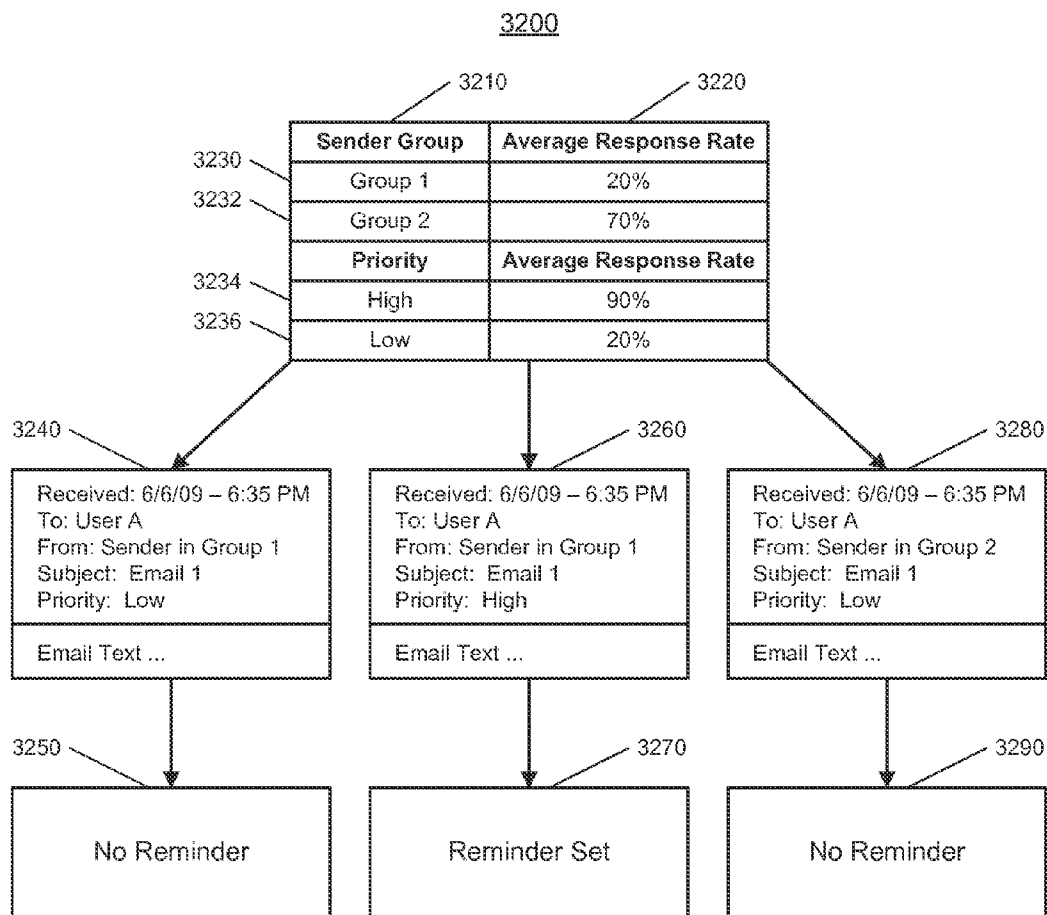 3200
3210
3220
Sender Group Average Response Rate
3230
Group 1 20%
3232
Group 2 70%
Priority Average Response Rate
3234
High 90%
3236
Low 20%
3240
3260
3280
Received: 6/6/09 – 6:35 PM
To: User A
From: Sender in Group 1
Subject: Email 1
Priority: Low
Email Text ...
Received: 6/6/09 – 6:35 PM
To: User A
From: Sender in Group 1
Subject: Email 1
Priority: High
Email Text ...
Received: 6/6/09 – 6:35 PM
To: User A
From: Sender in Group 2
Subject: Email 1
Priority: Low
Email Text ...
3250
3270
3290
No Reminder
Reminder Set
No Reminder